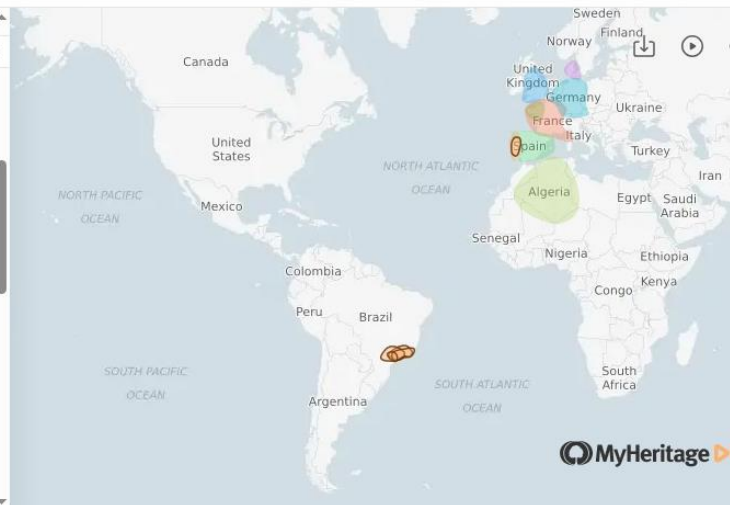 Sweden
Finland
Norway
Canada
United
Kingdom
Germany
Ukraine
France
Italy
United
States
Spain
Turkey
NORTH ATLANTIC
OCEAN
Iran
Algeria
NORTH PACIFIC
OCEAN
Egypt
Saudi
Arabia
Mexico
Senegal
Nigeria
Ethiopia
Colombia
Kenya
Congo
Peru
Brazil
SOUTH PACIFIC
OCEAN
South
Africa
SOUTH ATLANTIC
OCEAN
Argentina
MyHeritage